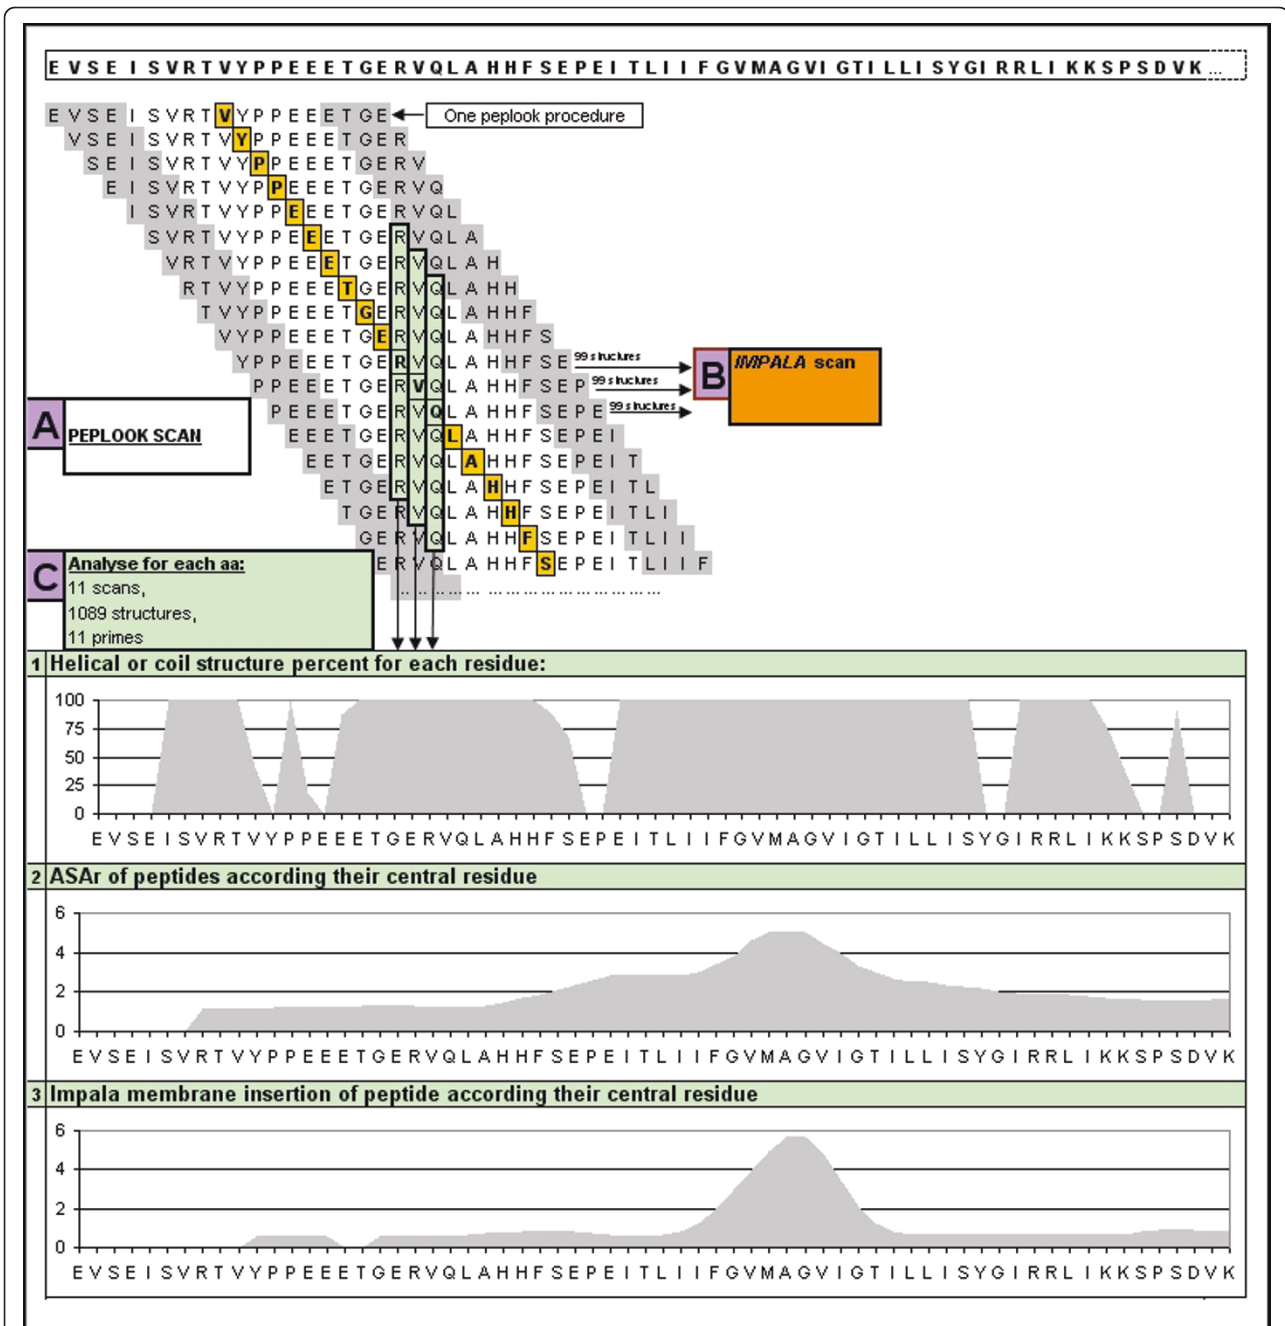 E V S E I S V R T V Y P P E E E T G E R V Q L A H H F S E P E I T L I I F G V M A G V I G T I L L I S Y G I R R L I K K S P S D V K ...
E V S E I S V R T V Y P P E E E T G E
One peplook procedure
V S E I S V R T V Y P P E E E T G E R
S E I S V R T V Y P P E E E T G E R V
E I S V R T V Y P P E E E T G E R V Q
I S V R T V Y P P E E E T G E R V Q L
S V R T V Y P P E E E T G E R V Q L A
V R T V Y P P E E E T G E R V Q L A H
R T V Y P P E E E T G E R V Q L A H H
T V Y P P E E E T G E R V Q L A H H F
V Y P P E E E T G E R V Q L A H H F S
Y P P E E E T G E R V Q L A H H F S E
99 structures
P P E E E T G E R V Q L A H H F S E P
99 structures
P E E E T G E R V Q L A H H F S E P E
99 structures
B
IMPALA scan
E E E T G E R V Q L A H H F S E P E I
E E T G E R V Q L A H H F S E P E I T
E T G E R V Q L A H H F S E P E I T L
T G E R V Q L A H H F S E P E I T L I
G E R V Q L A H H F S E P E I T L I I
E R V Q L A H H F S E P E I T L I I F
A
PEPLOOK SCAN
C
Analyse for each aa:
11 scans,
1089 structures,
11 primes
1 Helical or coil structure percent for each residue:
100
75
50
25
0
E V S E I S V R T V Y P P E E E T G E R V Q L A H H F S E P E I T L I I F G V M A G V I G T I L L I S Y G I R R L I K K S P S D V K
2 ASAr of peptides according their central residue
6
4
2
0
E V S E I S V R T V Y P P E E E T G E R V Q L A H H F S E P E I T L I I F G V M A G V I G T I L L I S Y G I R R L I K K S P S D V K
3 Impala membrane insertion of peptide according their central residue
6
4
2
0
E V S E I S V R T V Y P P E E E T G E R V Q L A H H F S E P E I T L I I F G V M A G V I G T I L L I S Y G I R R L I K K S P S D V K